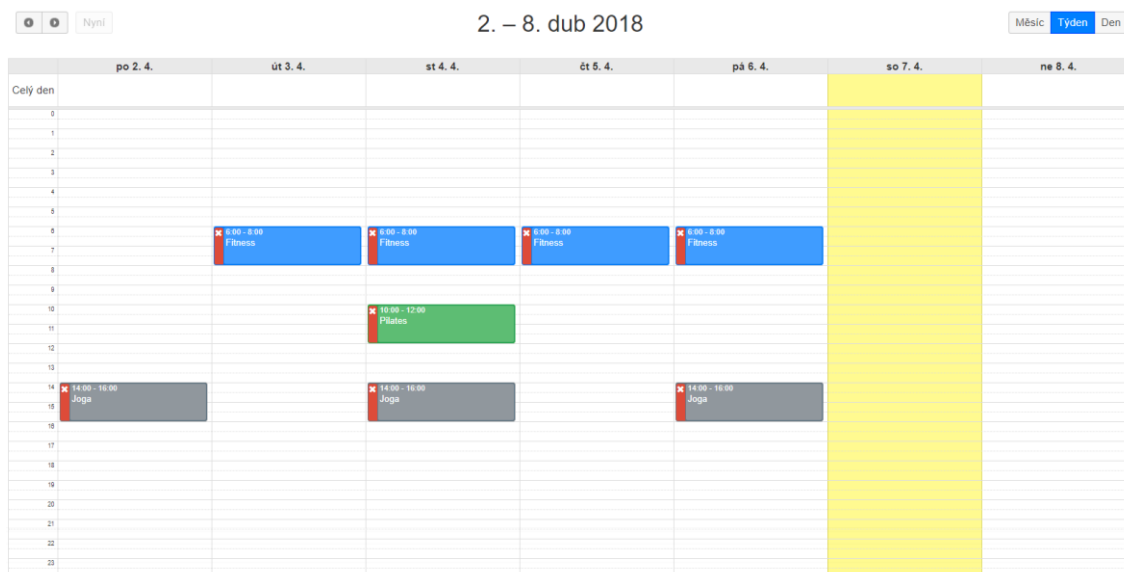 Nyní
2. – 8. dub 2018
Měsíc Týden Den
po 2. 4. út 3. 4. st 4. 4. čt 5. 4. pá 6. 4. so 7. 4. ne 8. 4.
Celý den
0
1
2
3
4
5
6
6:00 - 8:00 6:00 - 8:00 6:00 - 8:00 6:00 - 8:00
Fitness Fitness Fitness Fitness
7
8
9
10
10:00 - 12:00
Pilates
11
12
13
14
14:00 - 16:00 14:00 - 16:00 14:00 - 16:00
Joga Joga Joga
15
16
17
18
19
20
21
22
23